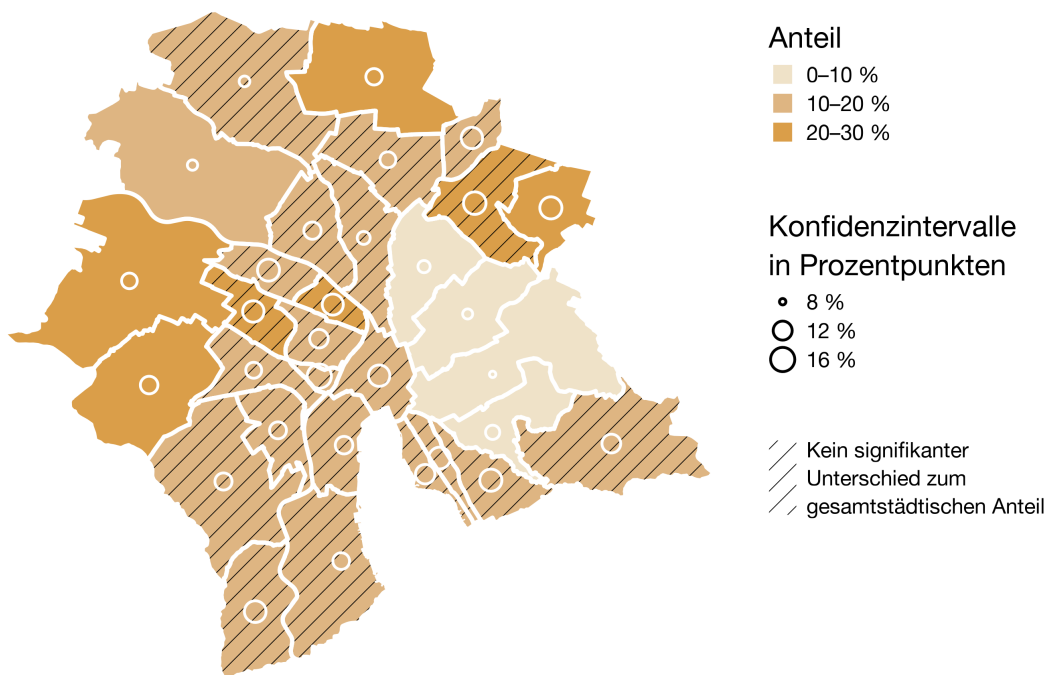 Anteil
0–10 %
10–20 %
20–30 %
Konfidenzintervalle
in Prozentpunkten
8 %
12 %
16 %
Kein signifikanter
Unterschied zum
gesamtstädtischen Anteil